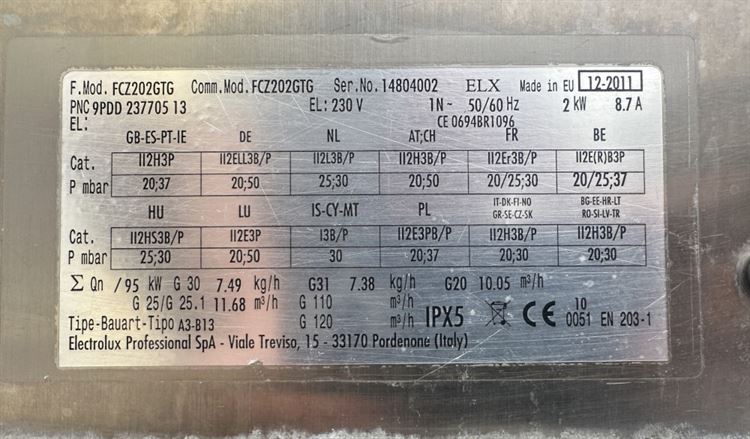 F.Mod. FCZ202GTG Comm.Mod. FCZ202GTG Ser.No. 14804002 ELX Made in EU 12-2011
PNC 9PDD 237705 13 EL: 230 V 1N~ 50/60 Hz 2 kW 8.7 A
EL: CE 0694BR1096
GB-ES-PT-IE DE NL AT;CH FR BE
Cat. II2H3P II2ELL3B/P II2L3B/P II2H3B/P II2Er3B/P II2E(R)B3P
P mbar 20;37 20;50 25;30 20;50 20/25;30 20/25;37
HU LU IS-CY-MT PL IT-DK-FI-NO GR-SE-CZ-SK BG-EE-HR-LT RO-SI-LV-TR
Cat. II2HS3B/P II2E3P I3B/P II2E3PB/P II2H3B/P II2H3B/P
P mbar 25;30 20;50 30 20;37 20;30 20;30
Σ Qn / 95 kW G 30 7.49 kg/h G31 7.38 kg/h G20 10.05 m³/h
G 25/G 25.1 11.68 m³/h G 110 m³/h
Tipe-Bauart-Tipo A3-B13 G 120 m³/h IPX5 CE 10 0051 EN 203-1
Electrolux Professional SpA - Viale Treviso, 15 - 33170 Pordenone (Italy)